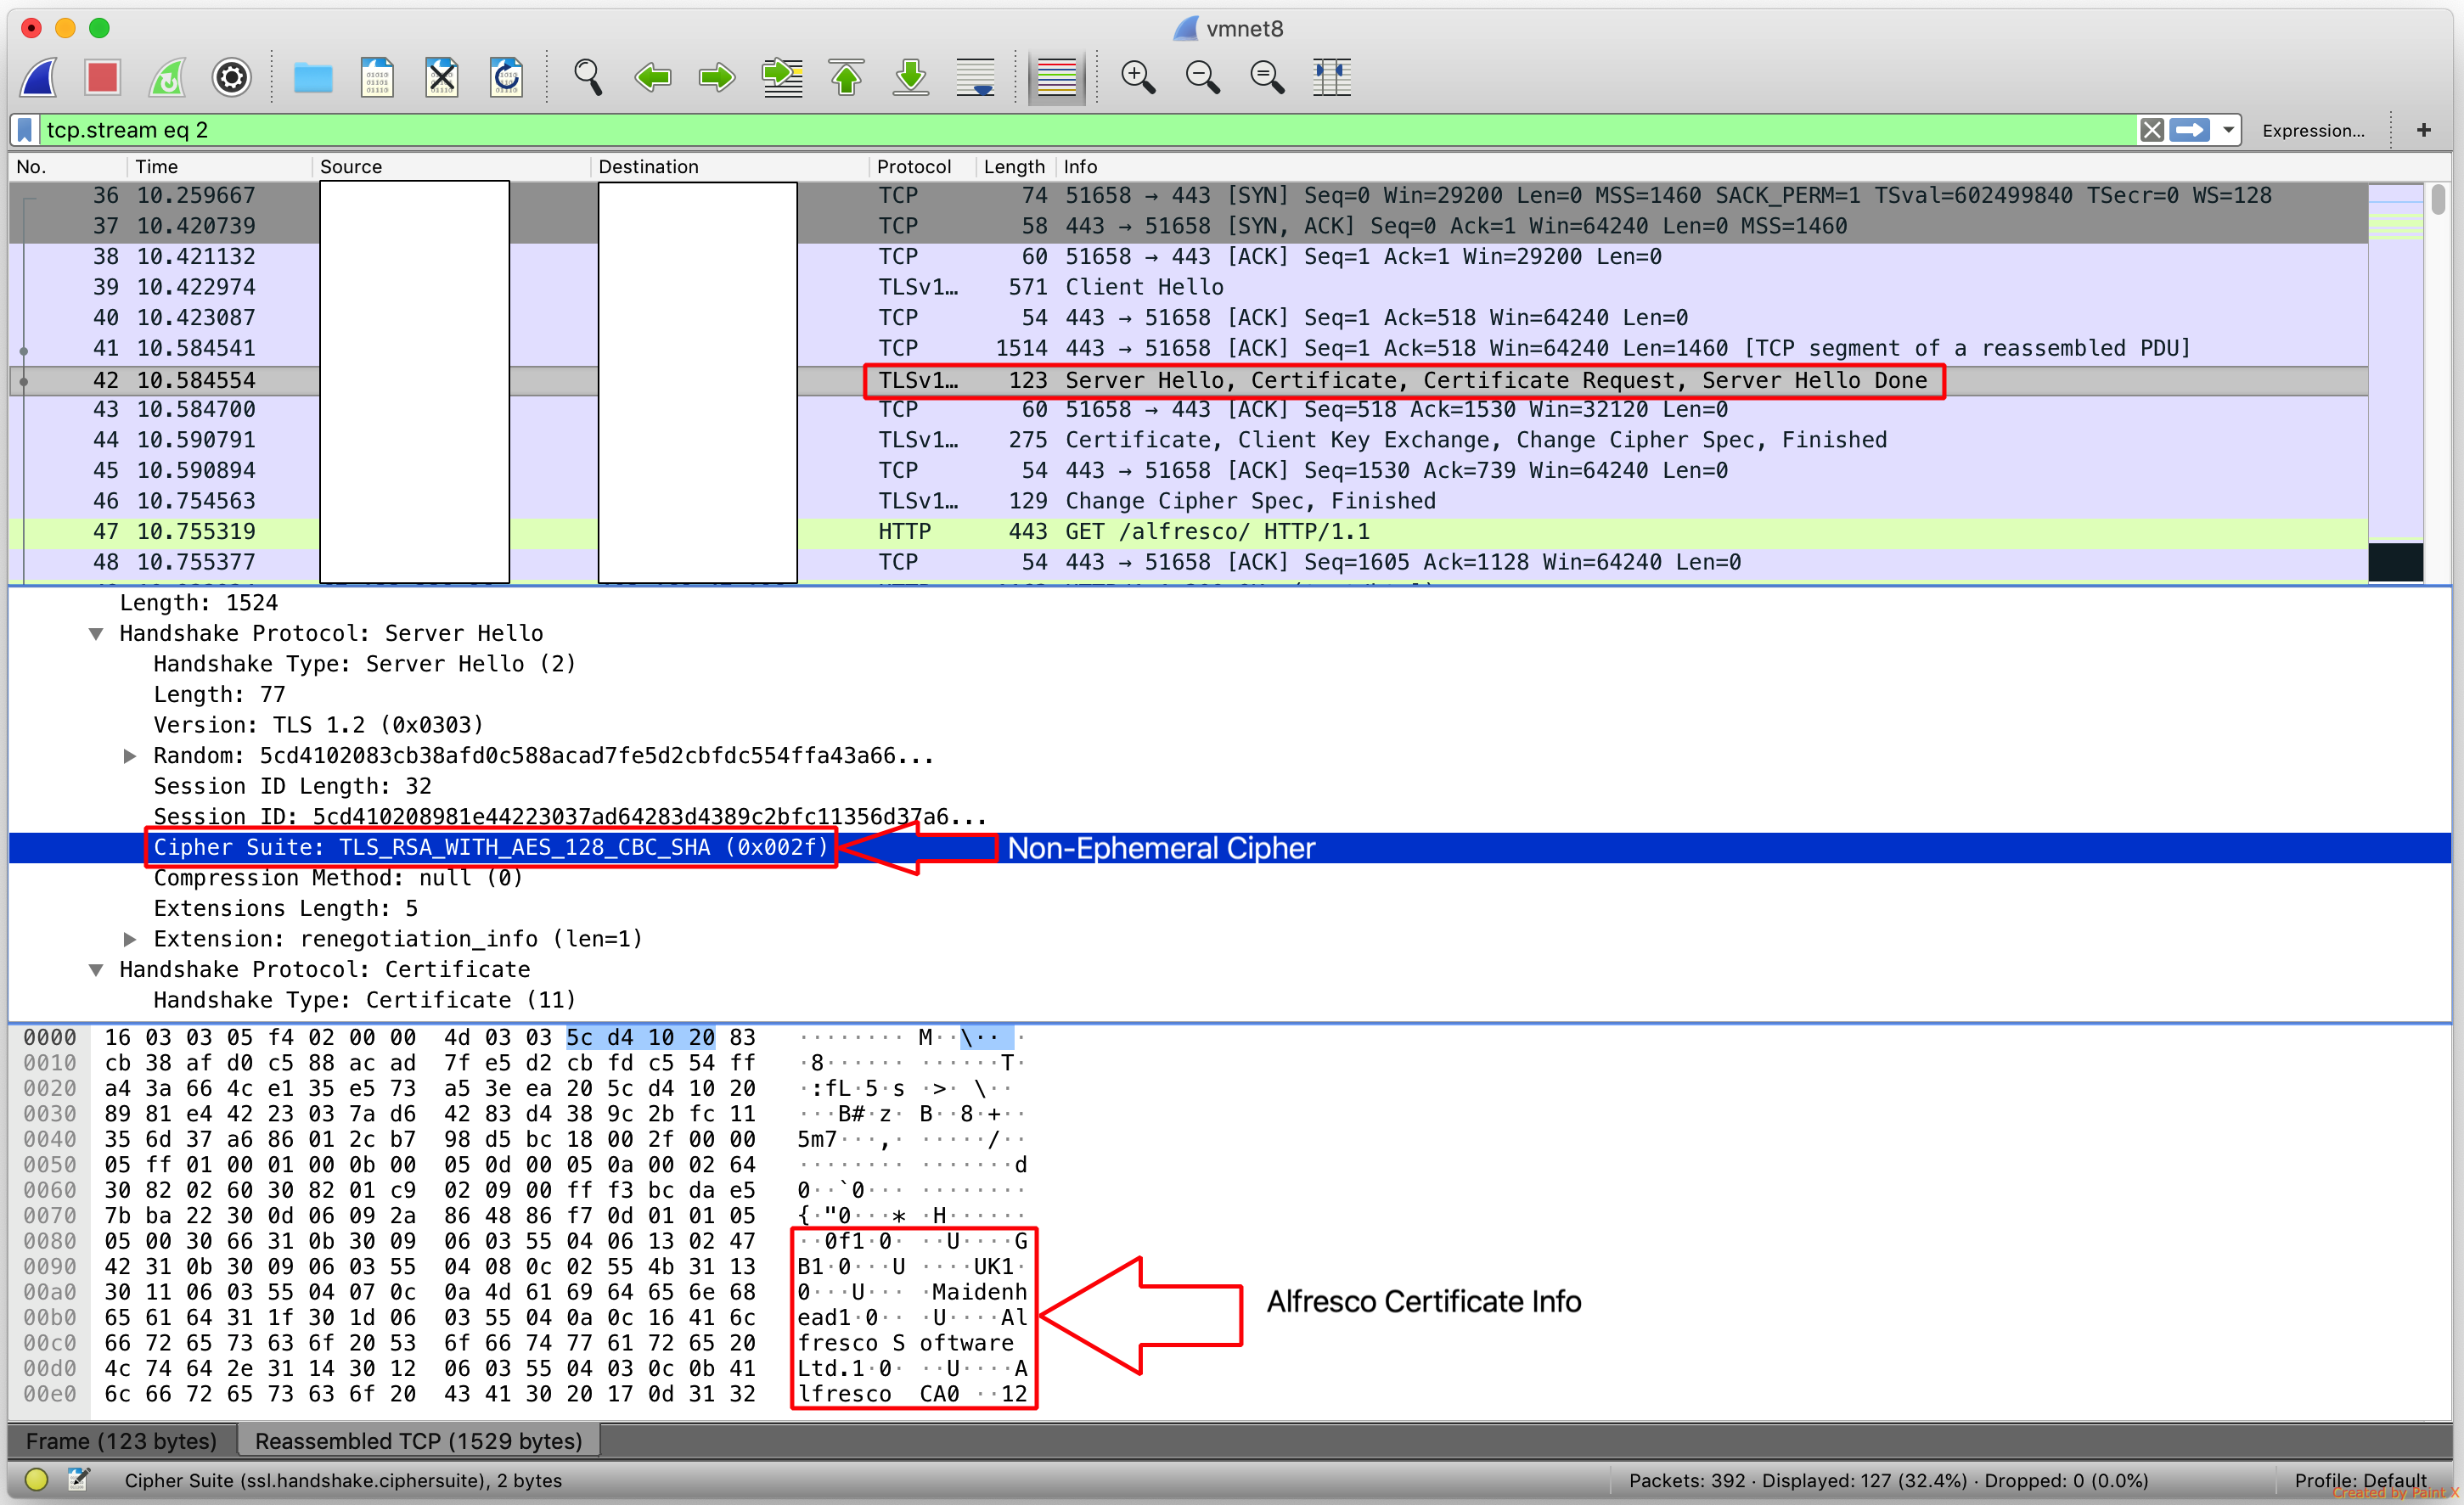 vmnet8
tcp.stream eq 2
Expression... +
No. Time Source Destination Protocol Length Info
36 10.259667 TCP 74 51658 → 443 [SYN] Seq=0 Win=29200 Len=0 MSS=1460 SACK_PERM=1 TSval=602499840 TSecr=0 WS=128
37 10.420739 TCP 58 443 → 51658 [SYN, ACK] Seq=0 Ack=1 Win=64240 Len=0 MSS=1460
38 10.421132 TCP 60 51658 → 443 [ACK] Seq=1 Ack=1 Win=29200 Len=0
39 10.422974 TLSv1… 571 Client Hello
40 10.423087 TCP 54 443 → 51658 [ACK] Seq=1 Ack=518 Win=64240 Len=0
41 10.584541 TCP 1514 443 → 51658 [ACK] Seq=1 Ack=518 Win=64240 Len=1460 [TCP segment of a reassembled PDU]
42 10.584554 TLSv1… 123 Server Hello, Certificate, Certificate Request, Server Hello Done
43 10.584700 TCP 60 51658 → 443 [ACK] Seq=518 Ack=1530 Win=32120 Len=0
44 10.590791 TLSv1… 275 Certificate, Client Key Exchange, Change Cipher Spec, Finished
45 10.590894 TCP 54 443 → 51658 [ACK] Seq=1530 Ack=739 Win=64240 Len=0
46 10.754563 TLSv1… 129 Change Cipher Spec, Finished
47 10.755319 HTTP 443 GET /alfresco/ HTTP/1.1
48 10.755377 TCP 54 443 → 51658 [ACK] Seq=1605 Ack=1128 Win=64240 Len=0
Length: 1524
Handshake Protocol: Server Hello
Handshake Type: Server Hello (2)
Length: 77
Version: TLS 1.2 (0x0303)
Random: 5cd4102083cb38afd0c588acad7fe5d2cbfdc554ffa43a66...
Session ID Length: 32
Session ID: 5cd410208981e44223037ad64283d4389c2bfc11356d37a6...
Cipher Suite: TLS_RSA_WITH_AES_128_CBC_SHA (0x002f) Non-Ephemeral Cipher
Compression Method: null (0)
Extensions Length: 5
Extension: renegotiation_info (len=1)
Handshake Protocol: Certificate
Handshake Type: Certificate (11)
0000 16 03 03 05 f4 02 00 00 4d 03 03 5c d4 10 20 83 ········ M··\·· ·
0010 cb 38 af d0 c5 88 ac ad 7f e5 d2 cb fd c5 54 ff ·8······ ······T·
0020 a4 3a 66 4c e1 35 e5 73 a5 3e ea 20 5c d4 10 20 ·:fL·5·s ·>· \··
0030 89 81 e4 42 23 03 7a d6 42 83 d4 38 9c 2b fc 11 ···B#·z· B··8·+··
0040 35 6d 37 a6 86 01 2c b7 98 d5 bc 18 00 2f 00 00 5m7···,· ·····/··
0050 05 ff 01 00 01 00 0b 00 05 0d 00 05 0a 00 02 64 ········ ·······d
0060 30 82 02 60 30 82 01 c9 02 09 00 ff f3 bc da e5 0··`0··· ········
0070 7b ba 22 30 0d 06 09 2a 86 48 86 f7 0d 01 01 05 {·"0···* ·H······
0080 05 00 30 66 31 0b 30 09 06 03 55 04 06 13 02 47 ··0f1·0· ··U····G
0090 42 31 0b 30 09 06 03 55 04 08 0c 02 55 4b 31 13 B1·0···U ····UK1·
00a0 30 11 06 03 55 04 07 0c 0a 4d 61 69 64 65 6e 68 0···U··· ·Maidenh
00b0 65 61 64 31 1f 30 1d 06 03 55 04 0a 0c 16 41 6c ead1·0·· ·U····Al
00c0 66 72 65 73 63 6f 20 53 6f 66 74 77 61 72 65 20 fresco S oftware
00d0 4c 74 64 2e 31 14 30 12 06 03 55 04 03 0c 0b 41 Ltd.1·0· ··U····A
00e0 6c 66 72 65 73 63 6f 20 43 41 30 20 17 0d 31 32 lfresco CA0 ··12
Alfresco Certificate Info
Frame (123 bytes) Reassembled TCP (1529 bytes)
Cipher Suite (ssl.handshake.ciphersuite), 2 bytes Packets: 392 · Displayed: 127 (32.4%) · Dropped: 0 (0.0%) Profile: Default
Created by Paint X